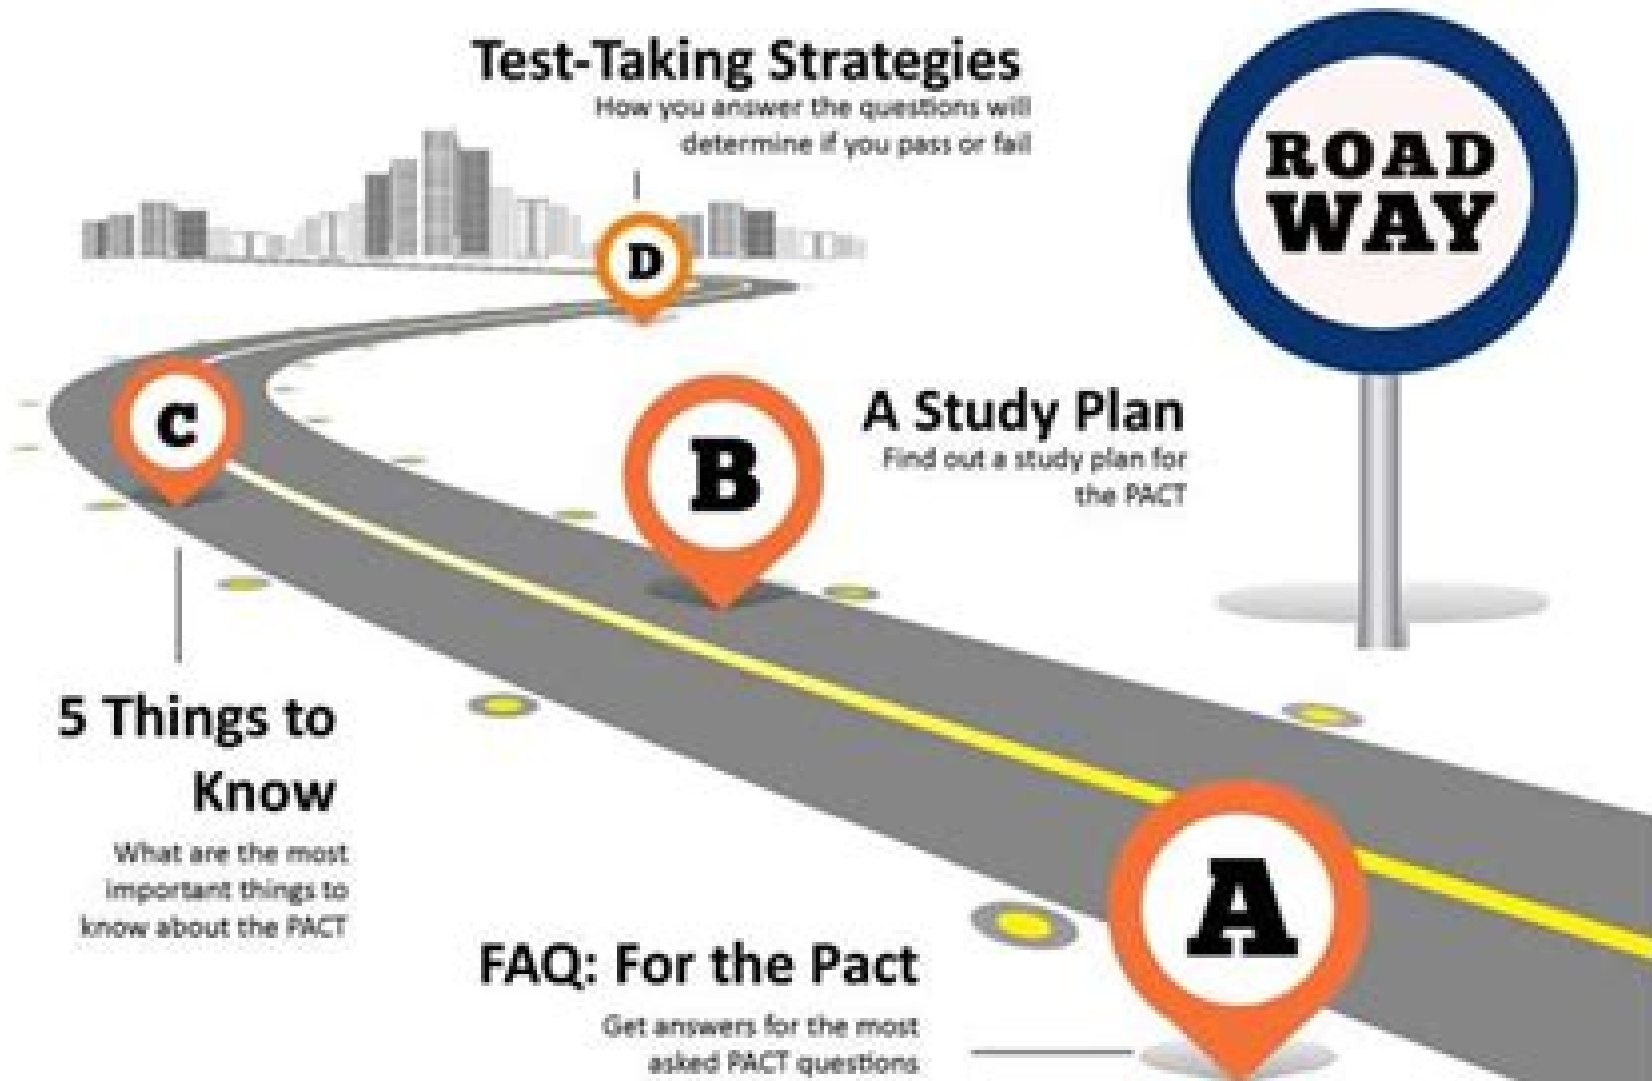 Test-Taking Strategies
How you answer the questions will
determine if you pass or fail
ROAD
WAY
D
C
B
A Study Plan
Find out a study plan for
the PACT
5 Things to
Know
What are the most
important things to
know about the PACT
A
FAQ: For the Pact
Get answers for the most
asked PACT questions